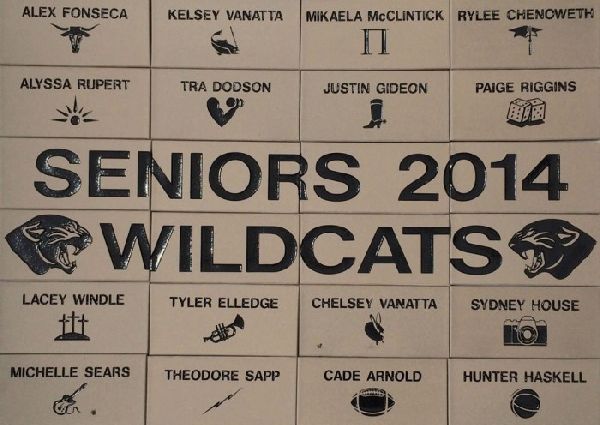 ALEX FONSECA KELSEY VANATTA MIKAELA McCLINTICK RYLEE CHENOWETH
ALYSSA RUPERT TRA DODSON JUSTIN GIDEON PAIGE RIGGINS
SENIORS 2014
WILDCATS
LACEY WINDLE TYLER ELLEDGE CHELSEY VANATTA SYDNEY HOUSE
MICHELLE SEARS THEODORE SAPP CADE ARNOLD HUNTER HASKELL